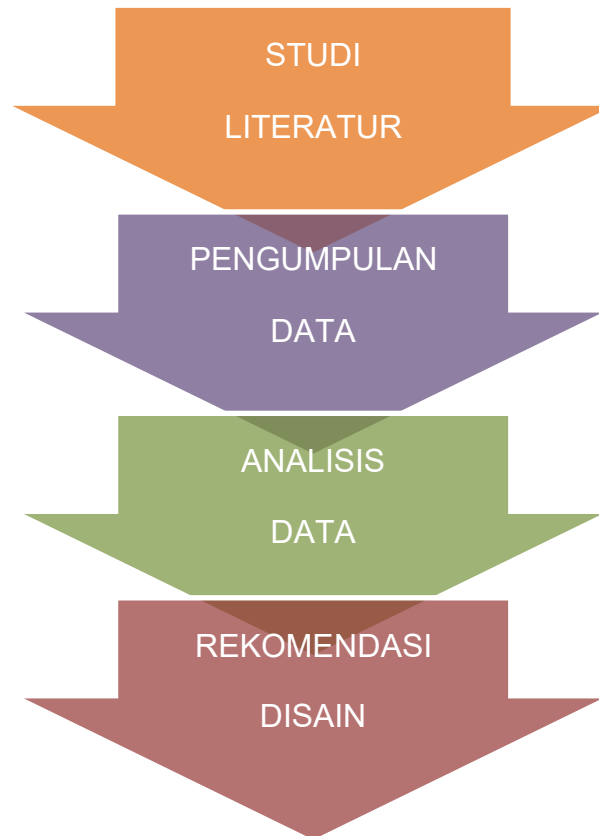 STUDI
LITERATUR
PENGUMPULAN
DATA
ANALISIS
DATA
REKOMENDASI
DISAIN